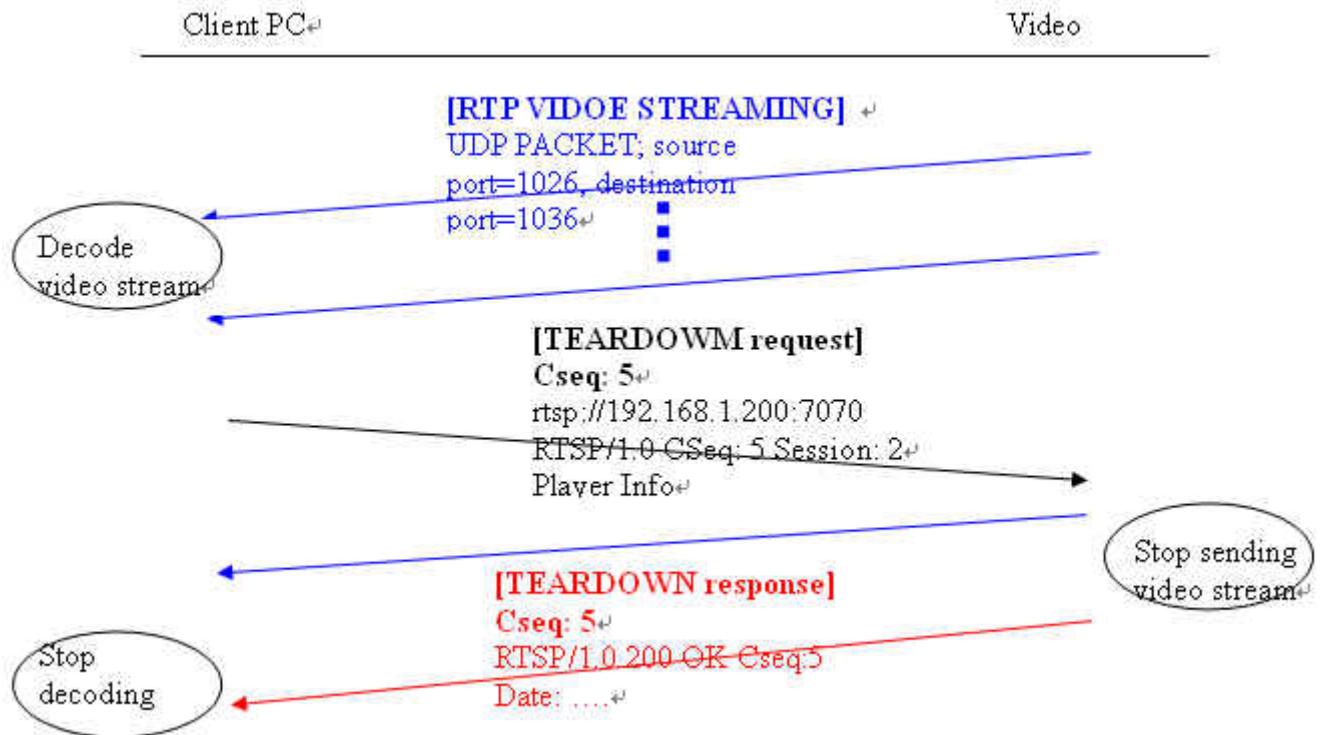 Client PC↵
Video
[RTP VIDOE STREAMING] ↵
UDP PACKET; source
port=1026, destination
port=1036↵
Decode
video stream↵
[TEARDOWM request]
Cseq: 5↵
rtsp://192.168.1.200:7070
RTSP/1.0 CSeq: 5 Session: 2↵
Player Info↵
Stop sending
video stream↵
[TEARDOWN response]
Cseq: 5↵
RTSP/1.0 200 OK Cseq:5
Date: ....↵
Stop
decoding